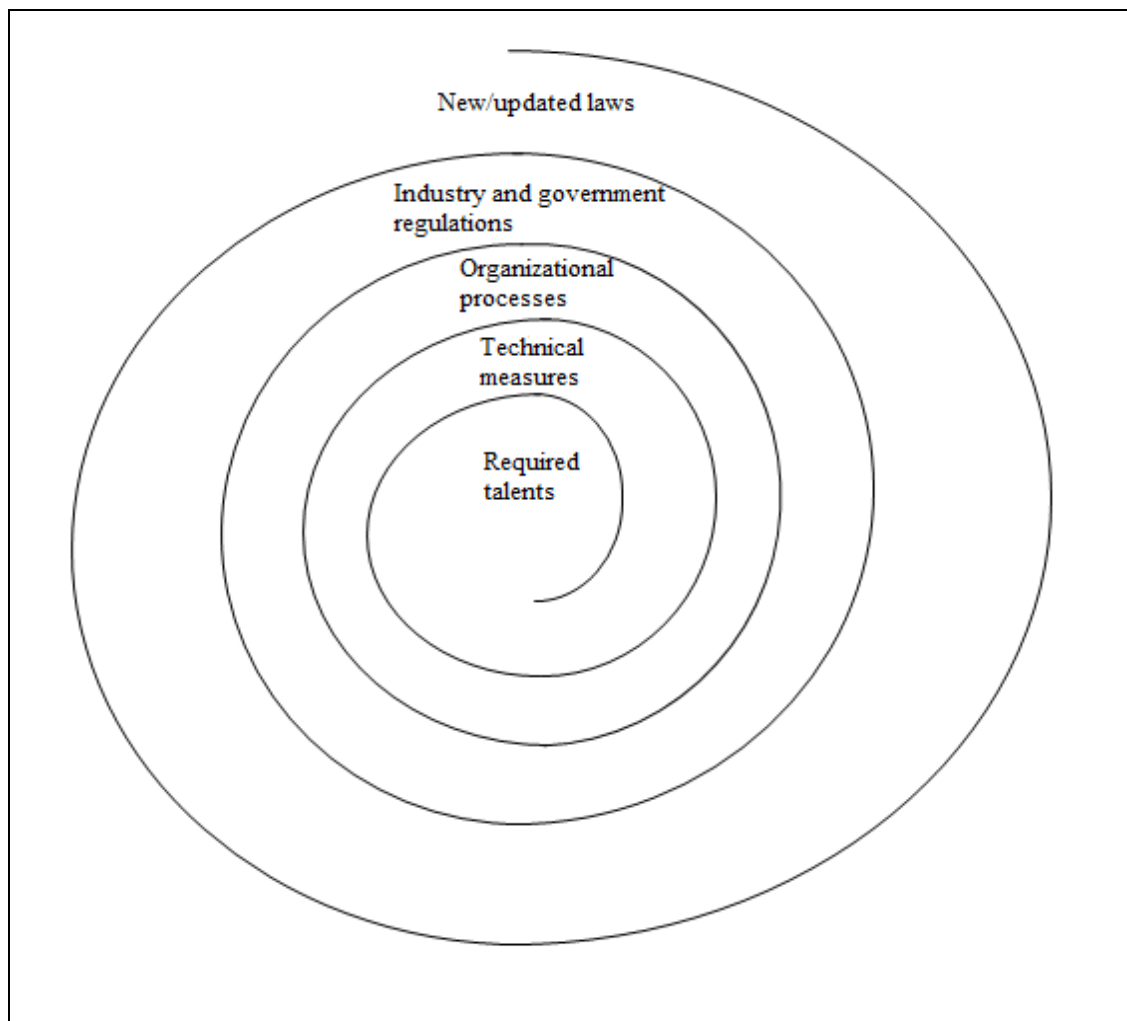 New/updated laws
Industry and government
regulations
Organizational
processes
Technical
measures
Required
talents